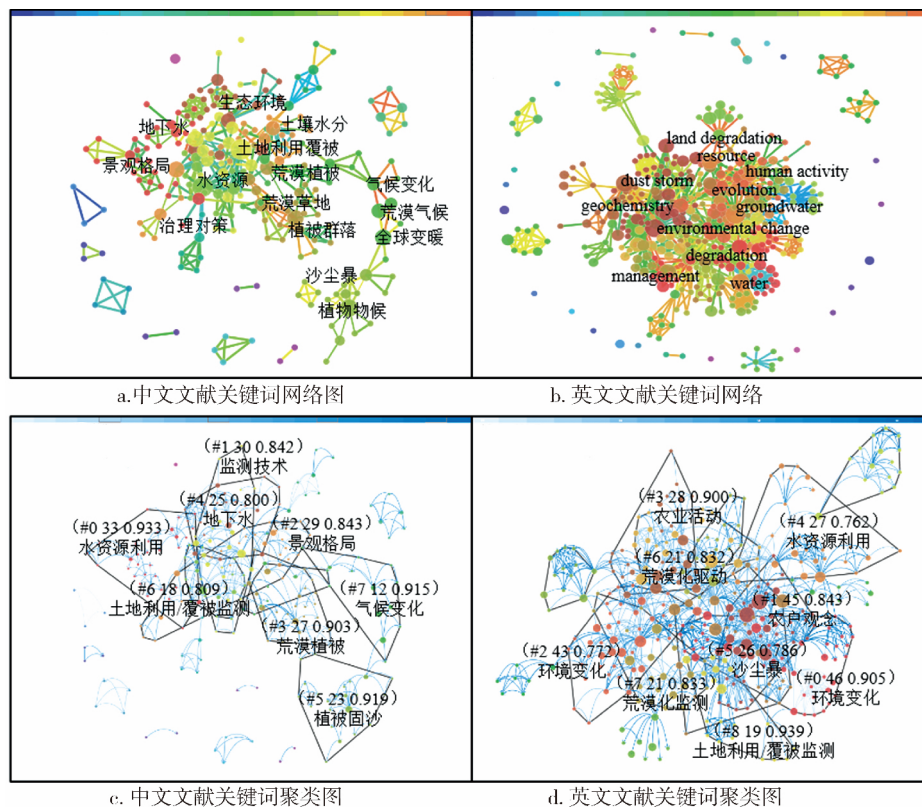 生态环境
地下水
土壤水分
土地利用覆被
景观格局
水资源
荒漠植被
气候变化
荒漠草地
荒漠气候
治理对策
植被群落
全球变暖
沙尘暴
植物物候
a.中文文献关键词网络图
land degradation
resource
human activity
dust storm
evolution
geochemistry
groundwater
environmental change
degradation
management
water
b. 英文文献关键词网络
(#1 30 0.842)
监测技术
(#4 25 0.800)
地下水
(#0 33 0.933)
水资源利用
(#2 29 0.843)
景观格局
(#6 18 0.809)
土地利用/覆被监测
(#7 12 0.915)
气候变化
(#3 27 0.903)
荒漠植被
(#5 23 0.919)
植被固沙
c. 中文文献关键词聚类图
(#3 28 0.900)
农业活动
(#4 27 0.762)
水资源利用
(#6 21 0.832)
荒漠化驱动
(#1 45 0.843)
农户观念
(#2 43 0.772)
环境变化
(#5 26 0.786)
沙尘暴
(#0 46 0.905)
环境变化
(#7 21 0.833)
荒漠化监测
(#8 19 0.939)
土地利用/覆被监测
d. 英文文献关键词聚类图